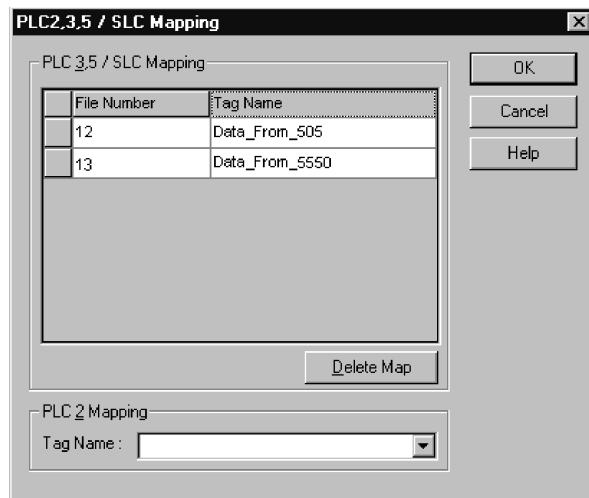 PLC2,3,5 / SLC Mapping
PLC 3,5 / SLC Mapping
File Number Tag Name
12 Data_From_505
13 Data_From_5550
Delete Map
PLC 2 Mapping
Tag Name :
OK
Cancel
Help